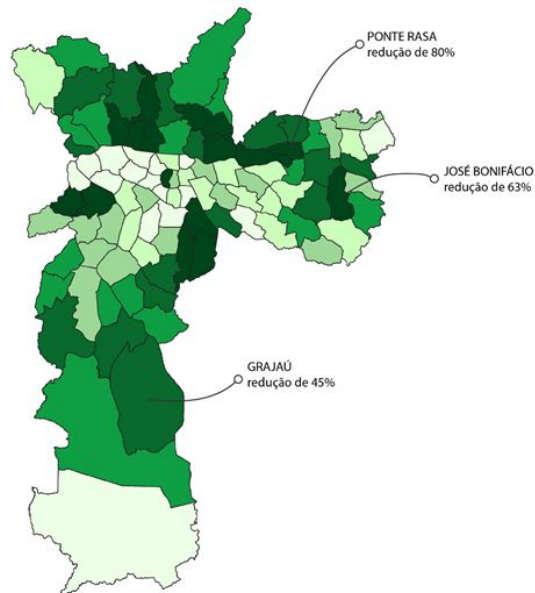 PONTE RASA
redução de 80%
JOSÉ BONIFÁCIO
redução de 63%
GRAJAÚ
redução de 45%